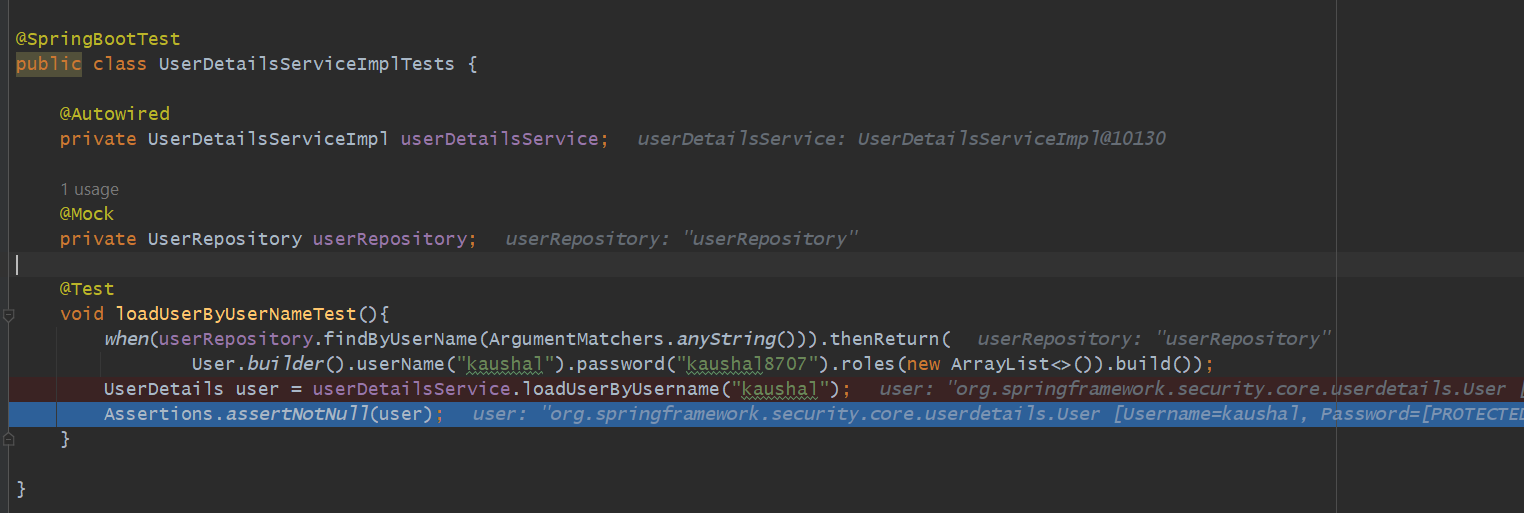 @SpringBootTest
public class UserDetailsServiceImplTests {
@Autowired
private UserDetailsServiceImpl userDetailsService; userDetailsService: UserDetailsServiceImpl@10130
1 usage
@Mock
private UserRepository userRepository; userRepository: "userRepository"
@Test
void loadUserByUserNameTest(){
when(userRepository.findByUserName(ArgumentMatchers.anyString())).thenReturn( userRepository: "userRepository"
User.builder().userName("kaushal").password("kaushal8707").roles(new ArrayList<>()).build());
UserDetails user = userDetailsService.loadUserByUsername("kaushal"); user: "org.springframework.security.core.userdetails.User [
Assertions.assertNotNull(user); user: "org.springframework.security.core.userdetails.User [Username=kaushal, Password=[PROTECTED
}
}